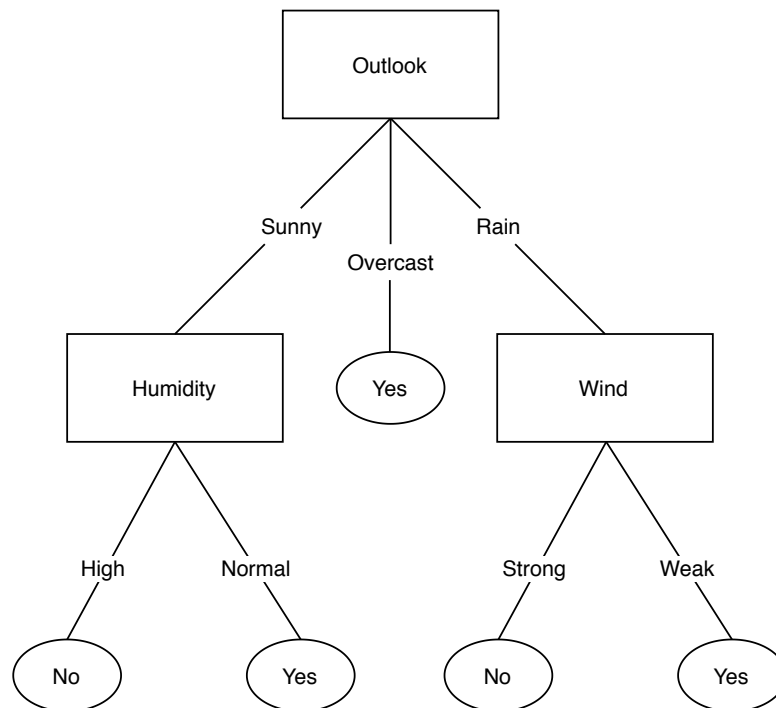 Outlook
Sunny
Rain
Overcast
Humidity
Yes
Wind
High
Normal
Strong
Weak
No
Yes
No
Yes